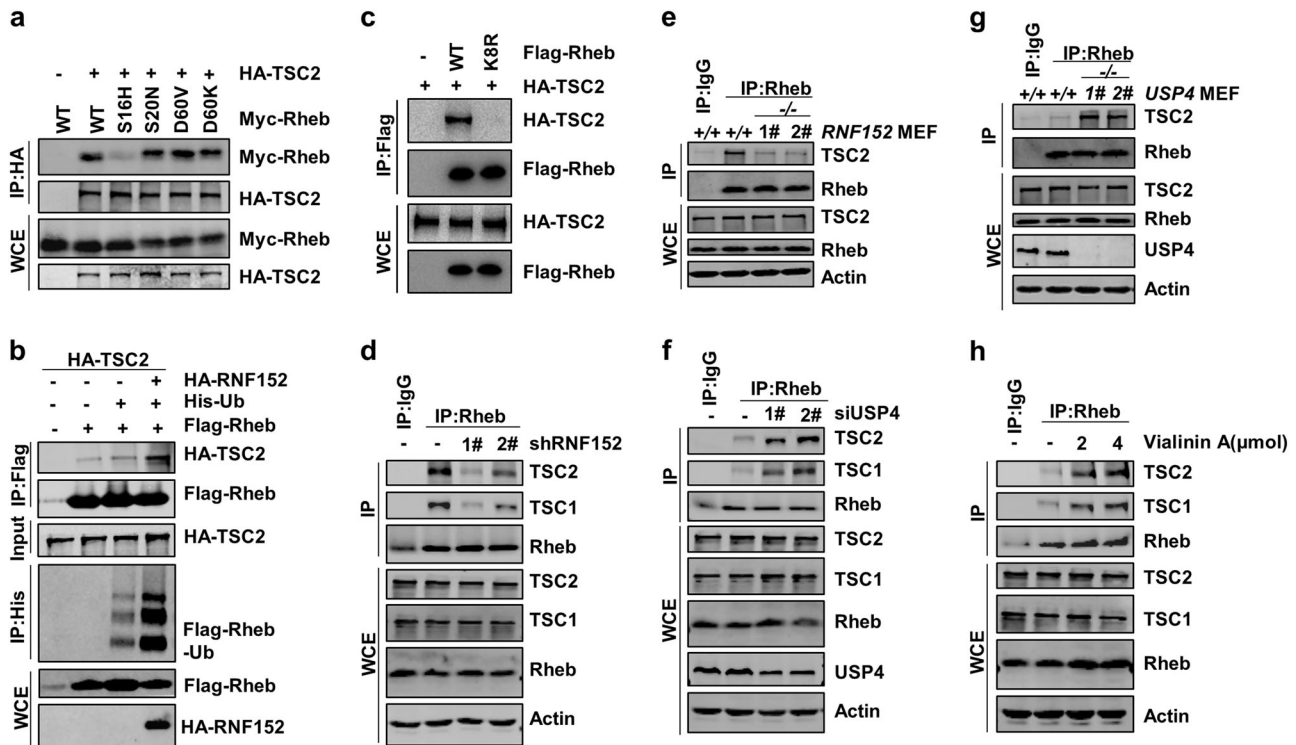 a
- + + + + + HA-TSC2
WT WT S16H S20N D60V D60K Myc-Rheb
IP:HA
Myc-Rheb
HA-TSC2
WCE
Myc-Rheb
HA-TSC2
b
HA-TSC2
- - - + HA-RNF152
- - + + His-Ub
- + + + Flag-Rheb
IP:Flag
HA-TSC2
Flag-Rheb
Input
HA-TSC2
IP:His
Flag-Rheb
-Ub
WCE
Flag-Rheb
HA-RNF152
c
- WT K8R Flag-Rheb
+ + + HA-TSC2
IP:Flag
HA-TSC2
Flag-Rheb
WCE
HA-TSC2
Flag-Rheb
d
IP:IgG
IP:Rheb
- - 1# 2# shRNF152
IP
TSC2
TSC1
Rheb
WCE
TSC2
TSC1
Rheb
Actin
e
IP:IgG
IP:Rheb
-/-
+/+ +/+ 1# 2# RNF152 MEF
IP
TSC2
Rheb
WCE
TSC2
Rheb
Actin
f
IP:IgG
IP:Rheb
- - 1# 2# siUSP4
IP
TSC2
TSC1
Rheb
WCE
TSC2
TSC1
Rheb
USP4
Actin
g
IP:IgG
IP:Rheb
-/-
+/+ +/+ 1# 2# USP4 MEF
IP
TSC2
Rheb
WCE
TSC2
Rheb
USP4
Actin
h
IP:IgG
IP:Rheb
- - 2 4 Vialinin A(μmol)
IP
TSC2
TSC1
Rheb
WCE
TSC2
TSC1
Rheb
Actin